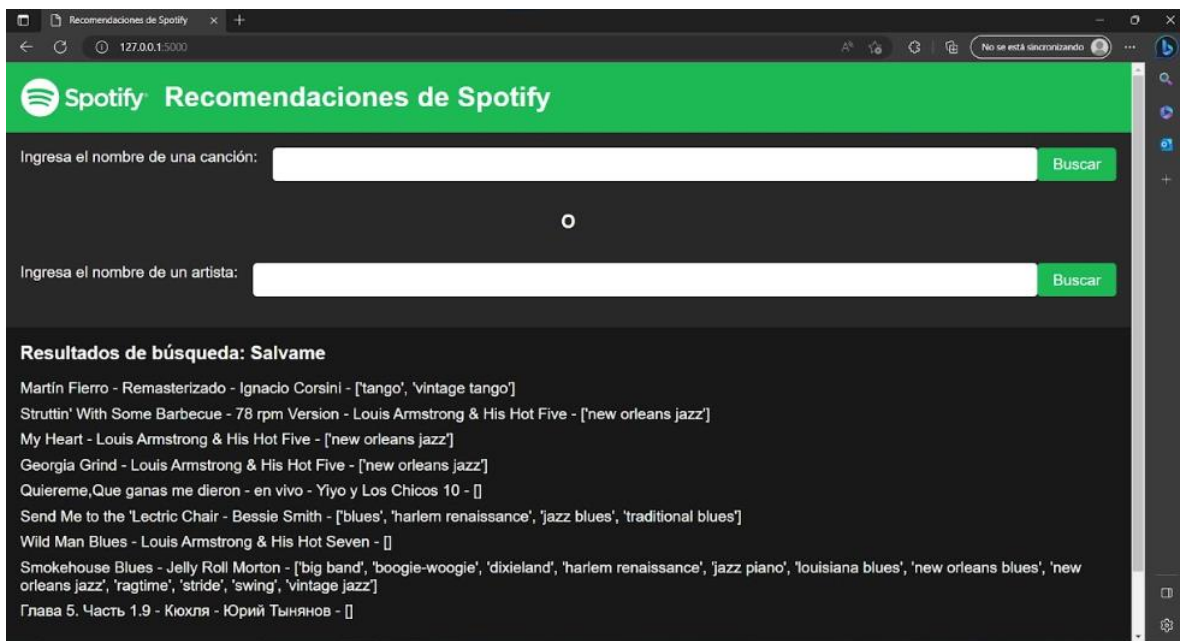 Recomendaciones de Spotify
127.0.0.1:5000
No se está sincronizando
Spotify Recomendaciones de Spotify
Ingresa el nombre de una canción:
Buscar
O
Ingresa el nombre de un artista:
Buscar
Resultados de búsqueda: Salvame
Martín Fierro - Remasterizado - Ignacio Corsini - ['tango', 'vintage tango']
Struttin' With Some Barbecue - 78 rpm Version - Louis Armstrong & His Hot Five - ['new orleans jazz']
My Heart - Louis Armstrong & His Hot Five - ['new orleans jazz']
Georgia Grind - Louis Armstrong & His Hot Five - ['new orleans jazz']
Quiereme,Que ganas me dieron - en vivo - Yiyo y Los Chicos 10 - []
Send Me to the 'Lectric Chair - Bessie Smith - ['blues', 'harlem renaissance', 'jazz blues', 'traditional blues']
Wild Man Blues - Louis Armstrong & His Hot Seven - []
Smokehouse Blues - Jelly Roll Morton - ['big band', 'boogie-woogie', 'dixieland', 'harlem renaissance', 'jazz piano', 'louisiana blues', 'new orleans blues', 'new
orleans jazz', 'ragtime', 'stride', 'swing', 'vintage jazz']
Глава 5. Часть 1.9 - Кюхля - Юрий Тынянов - []